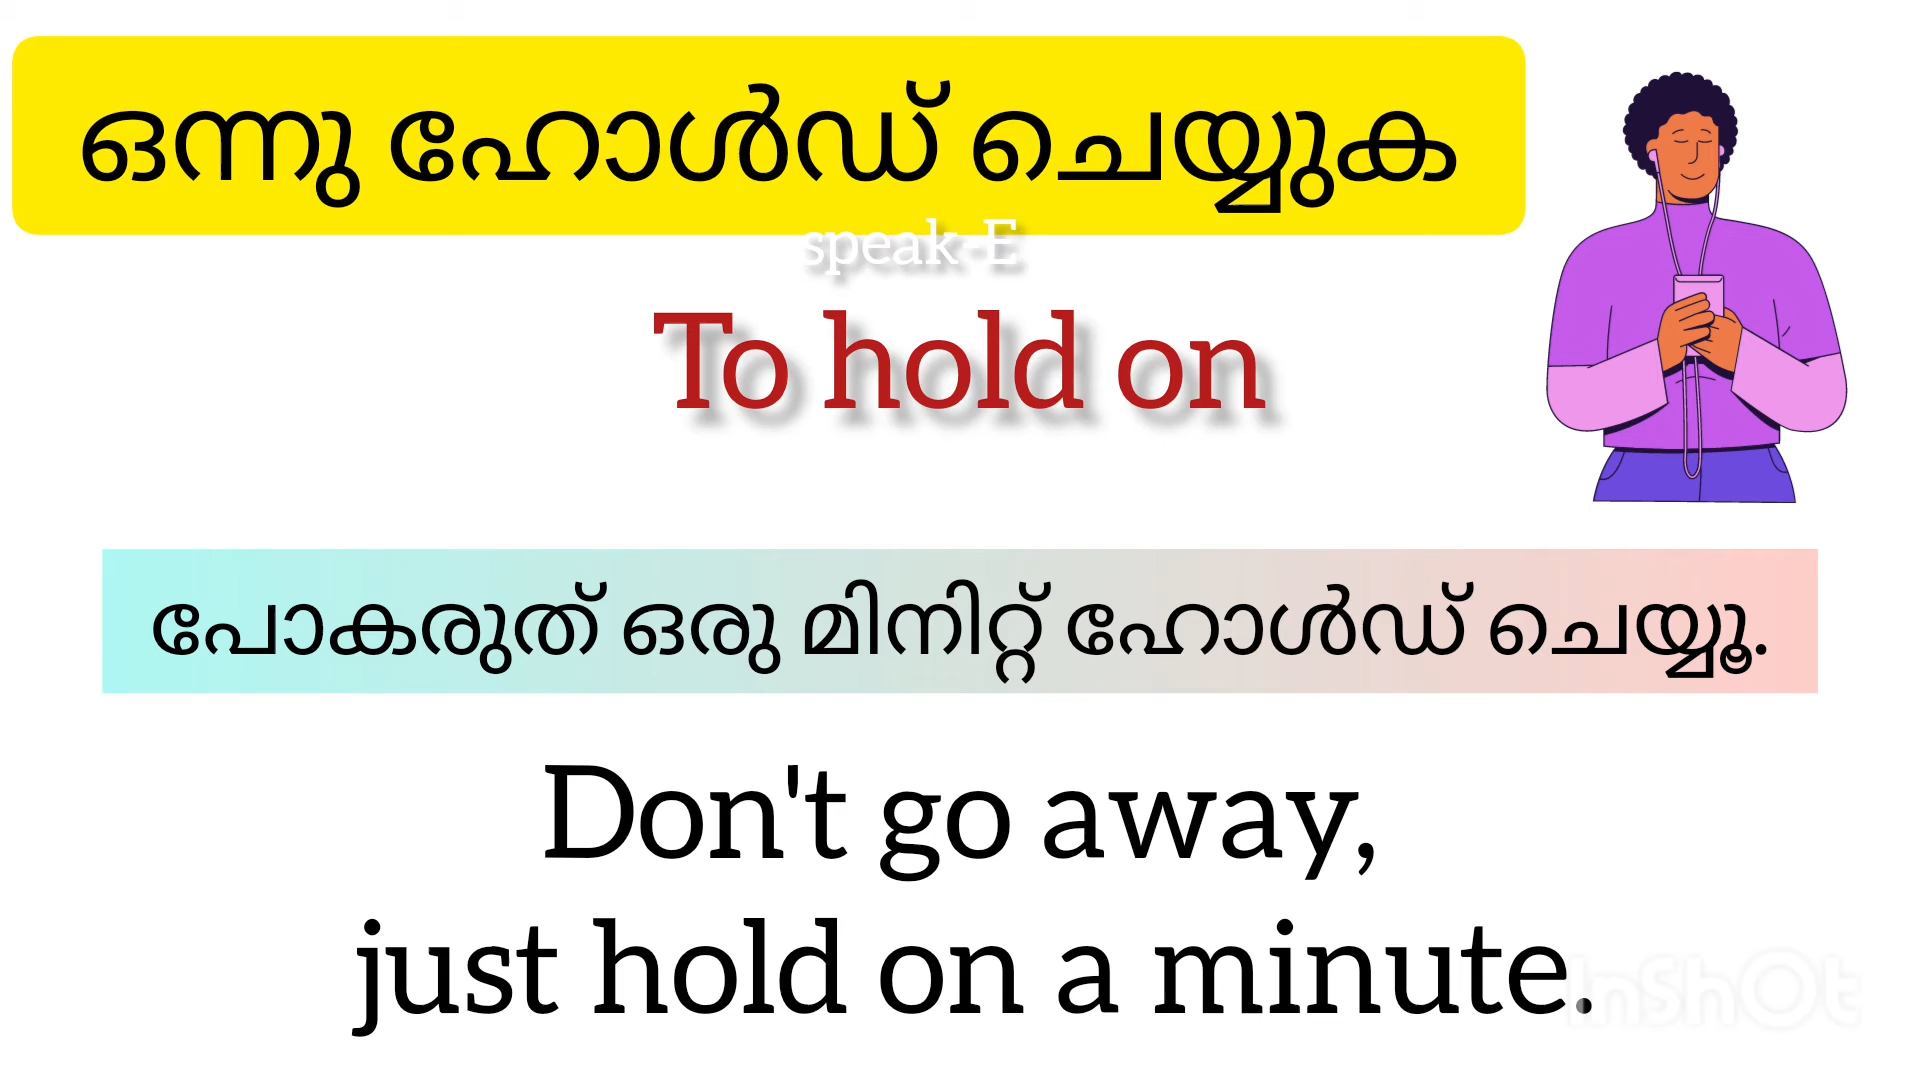 ഒന്നു ഹോൾഡ് ചെയ്യുക
speak-E
To hold on
പോകരുത് ഒരു മിനിറ്റ് ഹോൾഡ് ചെയ്യൂ.
Don't go away,
just hold on a minute.
InShOt